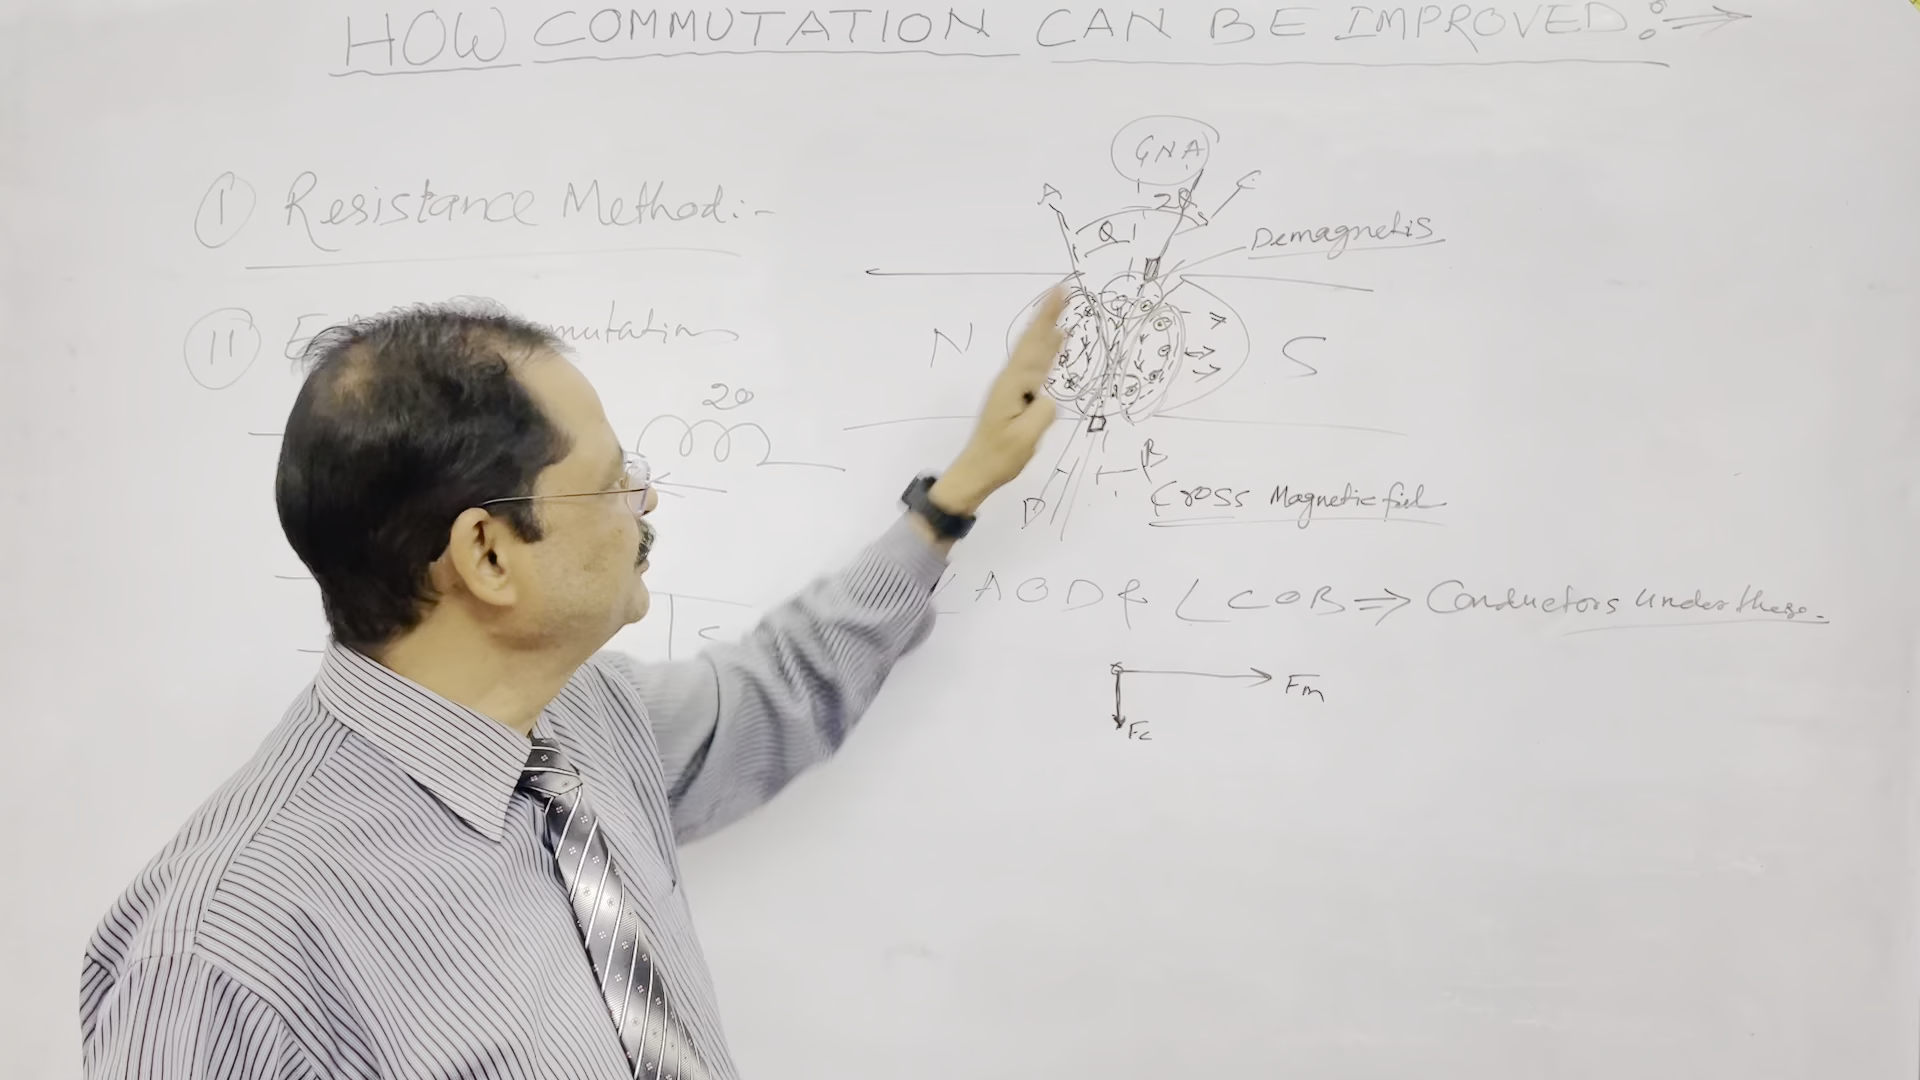 HOW COMMUTATION CAN BE IMPROVED:⇒
I Resistance Method:-
II E mutation
20
GNA
A
2θ
C
θ
Demagnetis
N
S
B
D
Cross Magnetic fiel
∠AOD & ∠COB ⇒ Conductors under these-
Fm
Fc